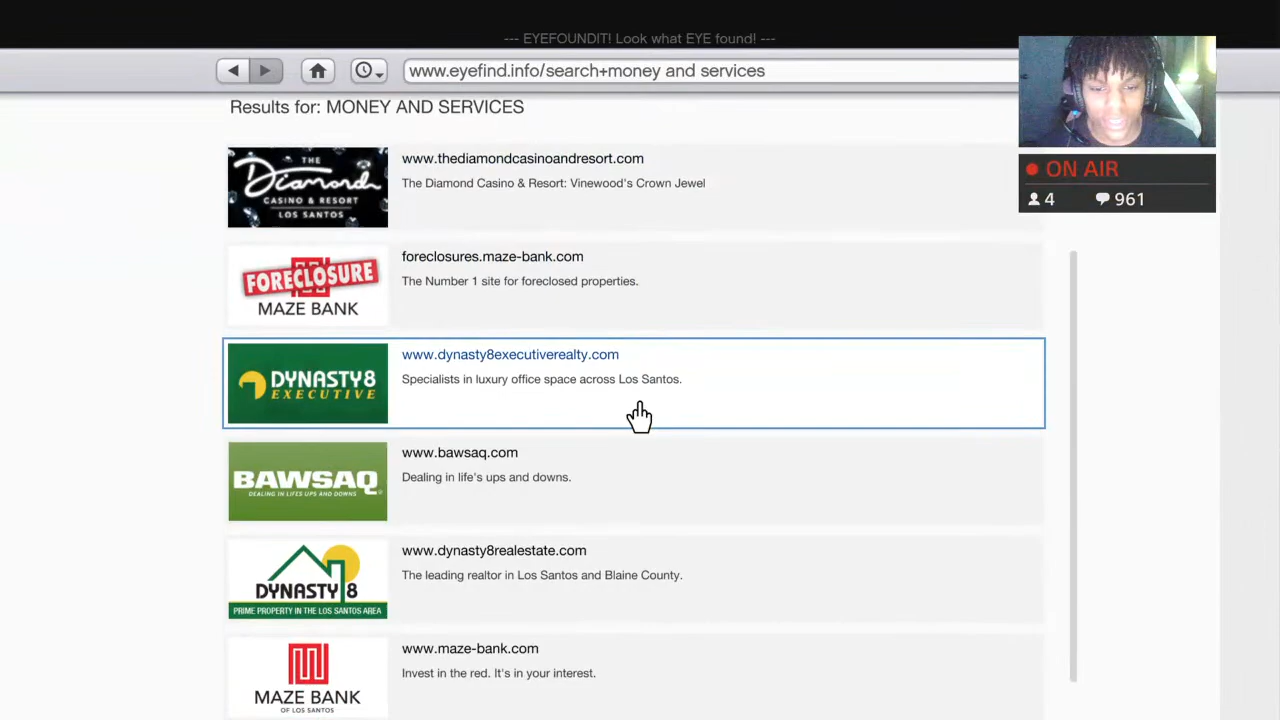 --- EYEFOUNDIT! Look what EYE found! ---
www.eyefind.info/search+money and services
Results for: MONEY AND SERVICES
ON AIR
4 961
THE
Diamond
CASINO & RESORT
LOS SANTOS
www.thediamondcasinoandresort.com
The Diamond Casino & Resort: Vinewood's Crown Jewel
FORECLOSURE
MAZE BANK
foreclosures.maze-bank.com
The Number 1 site for foreclosed properties.
DYNASTY8
EXECUTIVE
www.dynasty8executiverealty.com
Specialists in luxury office space across Los Santos.
BAWSAQ
DEALING IN LIFES UPS AND DOWNS
www.bawsaq.com
Dealing in life's ups and downs.
DYNASTY 8
PRIME PROPERTY IN THE LOS SANTOS AREA
www.dynasty8realestate.com
The leading realtor in Los Santos and Blaine County.
MAZE BANK
OF LOS SANTOS
www.maze-bank.com
Invest in the red. It's in your interest.